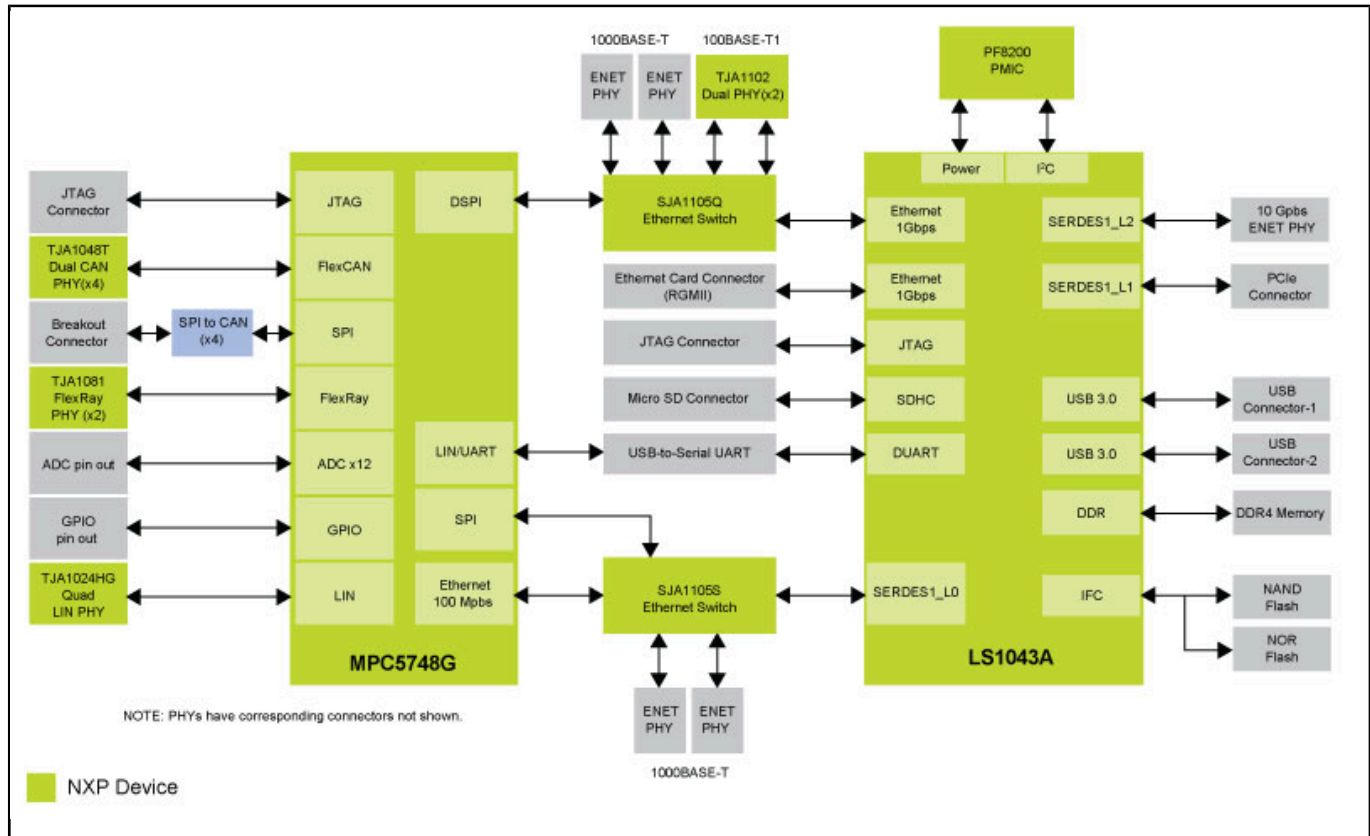 1000BASE-T
100BASE-T1
ENET
PHY
ENET
PHY
TJA1102
Dual PHY(x2)
PF8200
PMIC
JTAG
Connector
TJA1048T
Dual CAN
PHY(x4)
Breakout
Connector
SPI to CAN
(x4)
TJA1081
FlexRay
PHY (x2)
ADC pin out
GPIO
pin out
TJA1024HG
Quad
LIN PHY
JTAG
FlexCAN
SPI
FlexRay
ADC x12
GPIO
LIN
DSPI
LIN/UART
SPI
Ethernet
100 Mpbs
MPC5748G
SJA1105Q
Ethernet Switch
Ethernet Card Connector
(RGMII)
JTAG Connector
Micro SD Connector
USB-to-Serial UART
SJA1105S
Ethernet Switch
ENET
PHY
ENET
PHY
1000BASE-T
Power
I²C
Ethernet
1Gbps
Ethernet
1Gbps
JTAG
SDHC
DUART
SERDES1_L0
SERDES1_L2
SERDES1_L1
USB 3.0
USB 3.0
DDR
IFC
LS1043A
10 Gpbs
ENET PHY
PCIe
Connector
USB
Connector-1
USB
Connector-2
DDR4 Memory
NAND
Flash
NOR
Flash
NOTE: PHYs have corresponding connectors not shown.
NXP Device